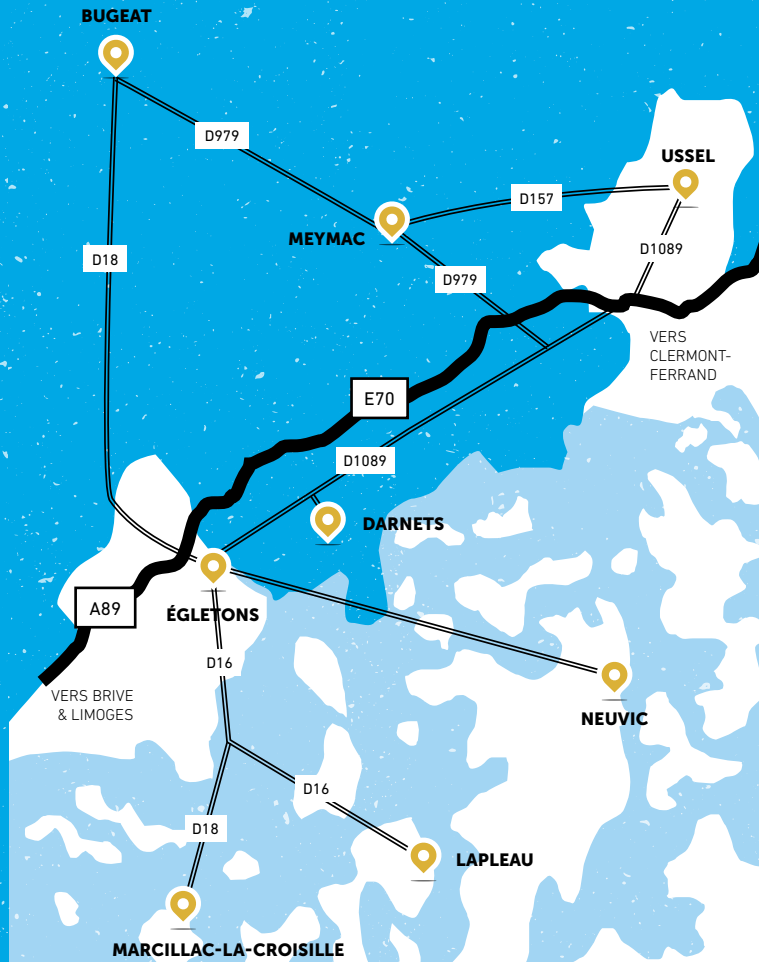 BUGEAT
D979
USSEL
D157
MEYMAC
D1089
D18
D979
VERS
CLERMONT-
FERRAND
E70
D1089
DARNETS
A89
ÉGLETONS
D16
VERS BRIVE
& LIMOGES
NEUVIC
D16
D18
LAPLEAU
MARCILLAC-LA-CROISILLE